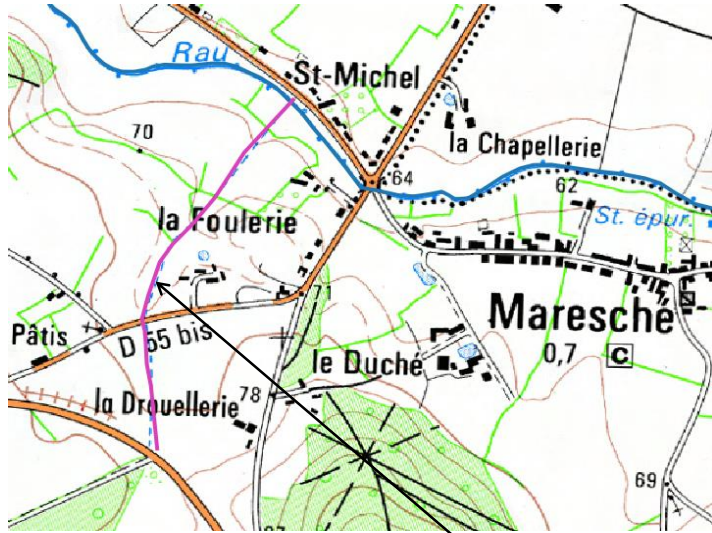 Rau
St-Michel
70
la Chapellerie
64
62
St. épur.
la Foulerie
71
Maresché
Pâtis
D 55 bis
0,7 C
le Duché
la Drouellerie
78
69